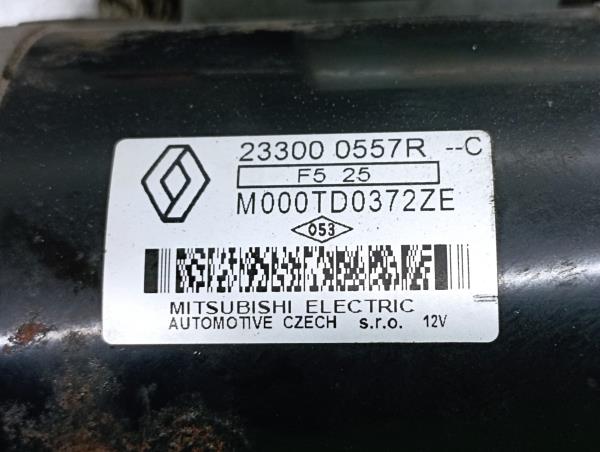 23300 0557R --C
F5 25
M000TD0372ZE
053
MITSUBISHI ELECTRIC
AUTOMOTIVE CZECH s.r.o. 12V